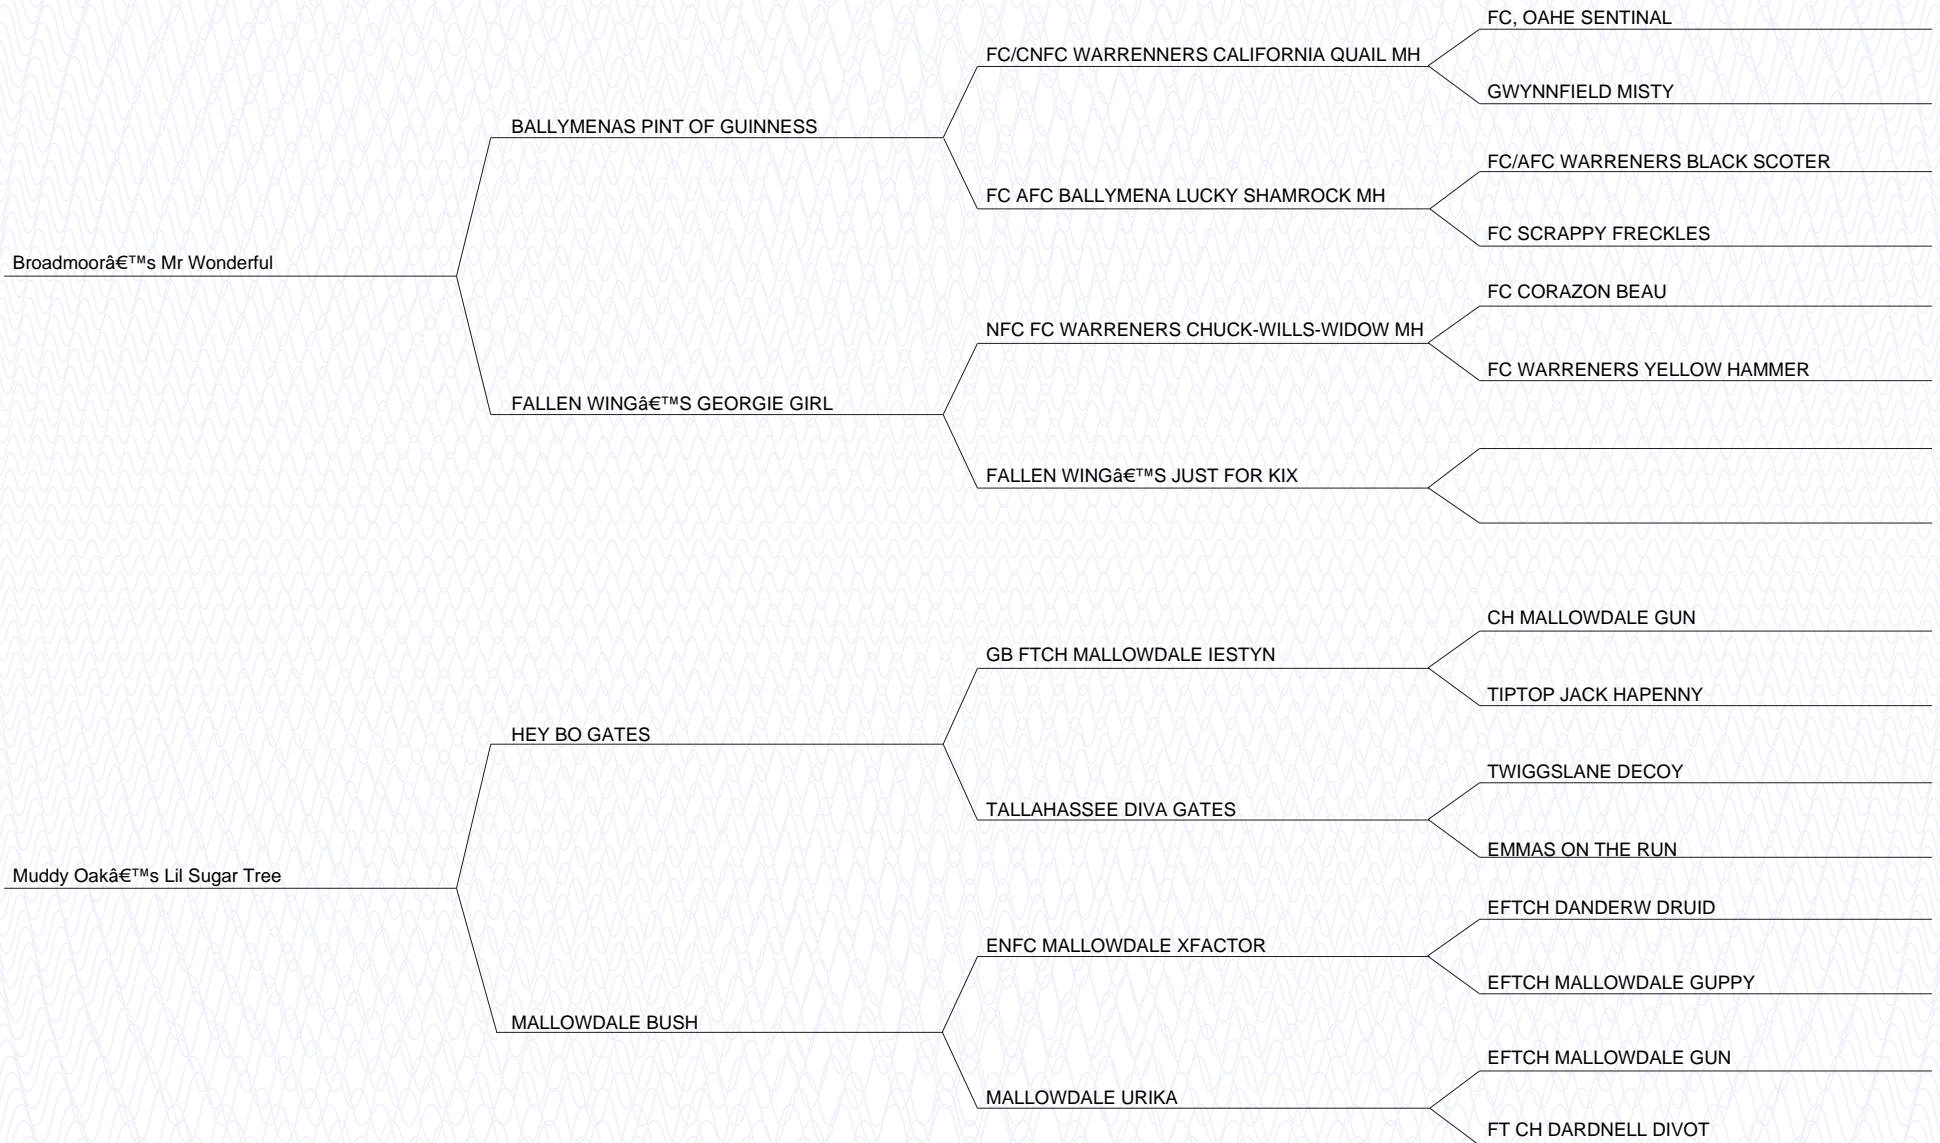 FC, OAHE SENTINAL
FC/CNFC WARRENNERS CALIFORNIA QUAIL MH
GWYNNFIELD MISTY
BALLYMENAS PINT OF GUINNESS
FC/AFC WARRENERS BLACK SCOTER
FC AFC BALLYMENA LUCKY SHAMROCK MH
FC SCRAPPY FRECKLES
Broadmoorâ€™s Mr Wonderful
FC CORAZON BEAU
NFC FC WARRENERS CHUCK-WILLS-WIDOW MH
FC WARRENERS YELLOW HAMMER
FALLEN WINGâ€™S GEORGIE GIRL
FALLEN WINGâ€™S JUST FOR KIX
CH MALLOWDALE GUN
GB FTCH MALLOWDALE IESTYN
TIPTOP JACK HAPENNY
HEY BO GATES
TWIGGSLANE DECOY
TALLAHASSEE DIVA GATES
EMMAS ON THE RUN
Muddy Oakâ€™s Lil Sugar Tree
EFTCH DANDERW DRUID
ENFC MALLOWDALE XFACTOR
EFTCH MALLOWDALE GUPPY
MALLOWDALE BUSH
EFTCH MALLOWDALE GUN
MALLOWDALE URIKA
FT CH DARDNELL DIVOT